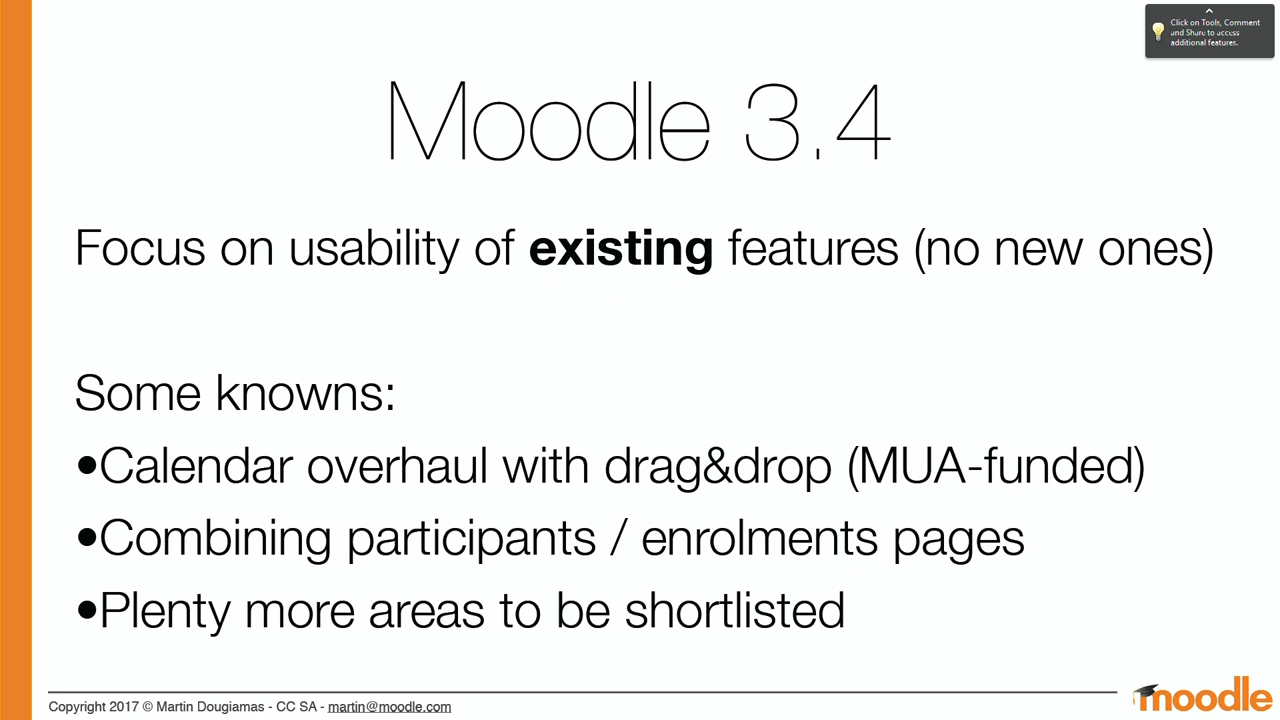 Click on Tools, Comment
and Share to access
additional features.
Moodle 3.4
Focus on usability of existing features (no new ones)
Some knowns:
•Calendar overhaul with drag&drop (MUA-funded)
•Combining participants / enrolments pages
•Plenty more areas to be shortlisted
Copyright 2017 © Martin Dougiamas - CC SA - martin@moodle.com
moodle